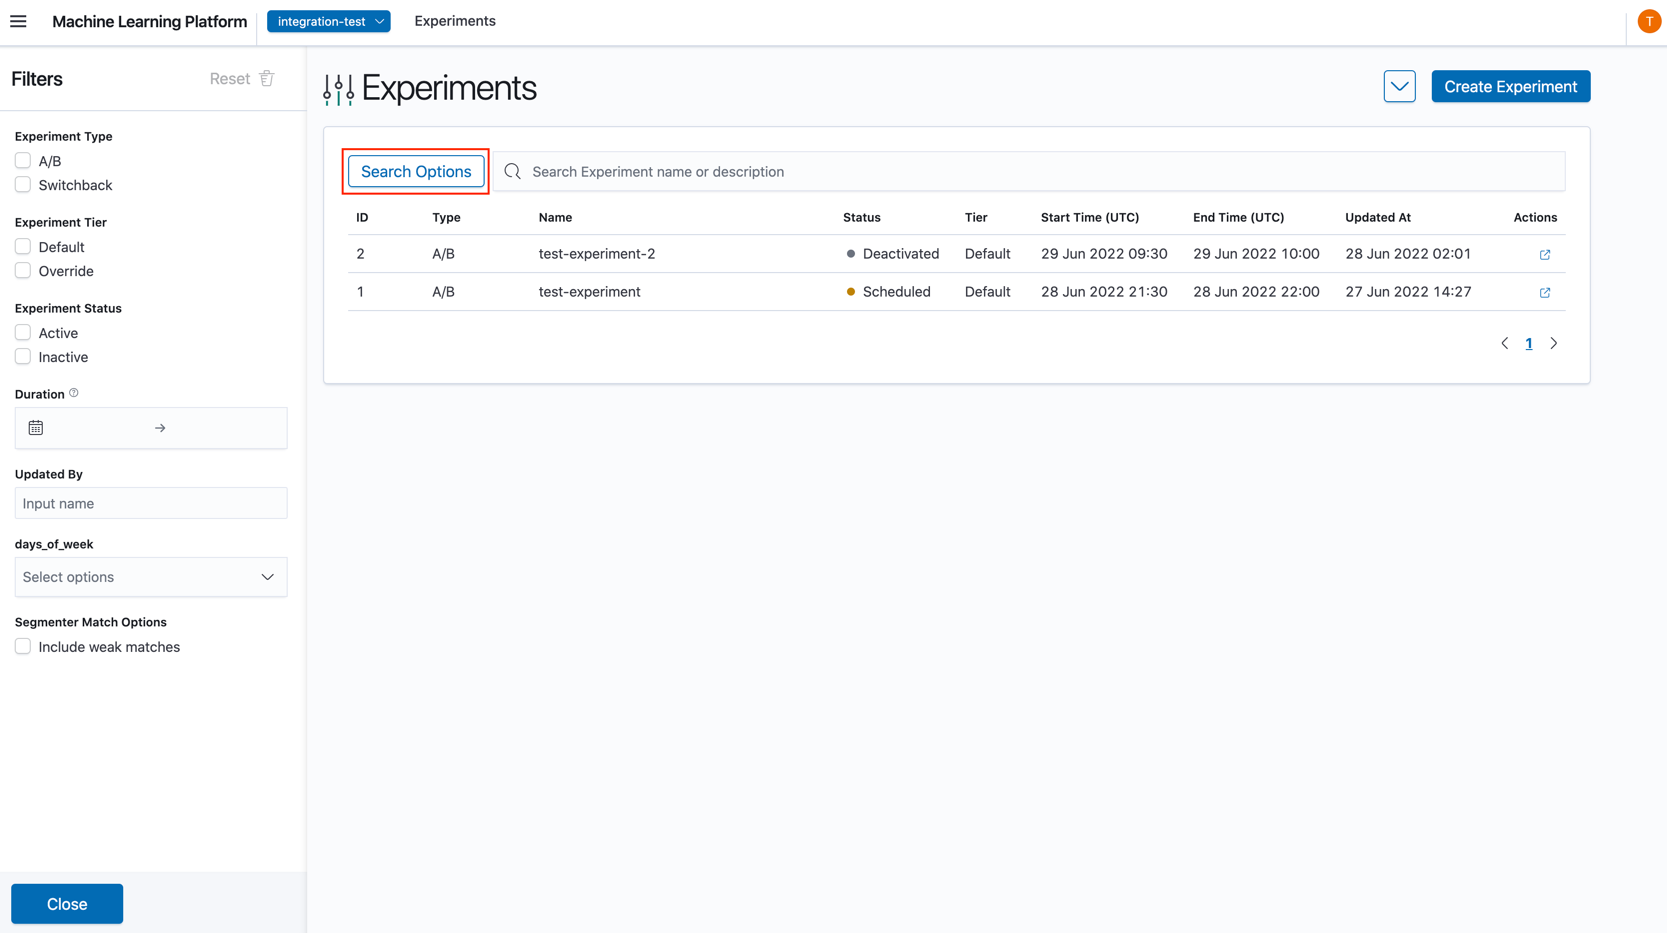 Machine Learning Platform
integration-test
Experiments
T
Filters
Reset
Experiment Type
A/B
Switchback
Experiment Tier
Default
Override
Experiment Status
Active
Inactive
Duration ?
Updated By
Input name
days_of_week
Select options
Segmenter Match Options
Include weak matches
Close
Experiments
Create Experiment
Search Options
Search Experiment name or description
ID Type Name Status Tier Start Time (UTC) End Time (UTC) Updated At Actions
2 A/B test-experiment-2 Deactivated Default 29 Jun 2022 09:30 29 Jun 2022 10:00 28 Jun 2022 02:01
1 A/B test-experiment Scheduled Default 28 Jun 2022 21:30 28 Jun 2022 22:00 27 Jun 2022 14:27
1